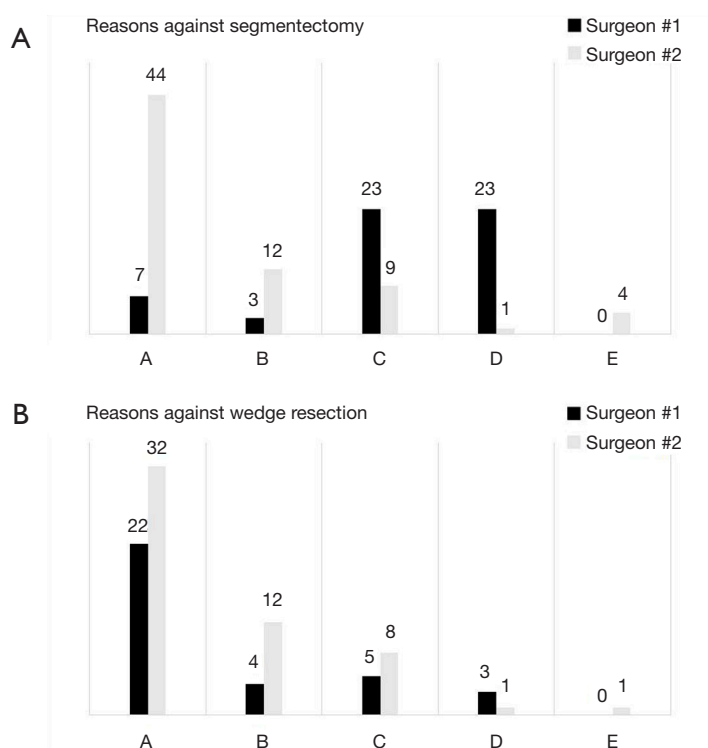 A
Reasons against segmentectomy
Surgeon #1
Surgeon #2
44
7
12
3
23
9
23
1
0
4
A B C D E
B
Reasons against wedge resection
Surgeon #1
Surgeon #2
32
22
12
4
8
5
3
1
0
1
A B C D E